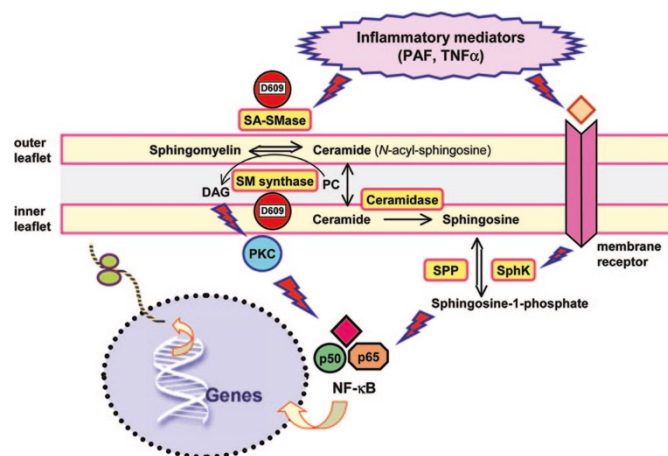 Inflammatory mediators
(PAF, TNFα)
D609
SA-SMase
outer
leaflet
Sphingomyelin
Ceramide (N-acyl-sphingosine)
DAG
SM synthase
PC
Ceramidase
inner
leaflet
D609
Ceramide
Sphingosine
PKC
membrane
receptor
SPP
SphK
Sphingosine-1-phosphate
p50
p65
NF-κB
Genes